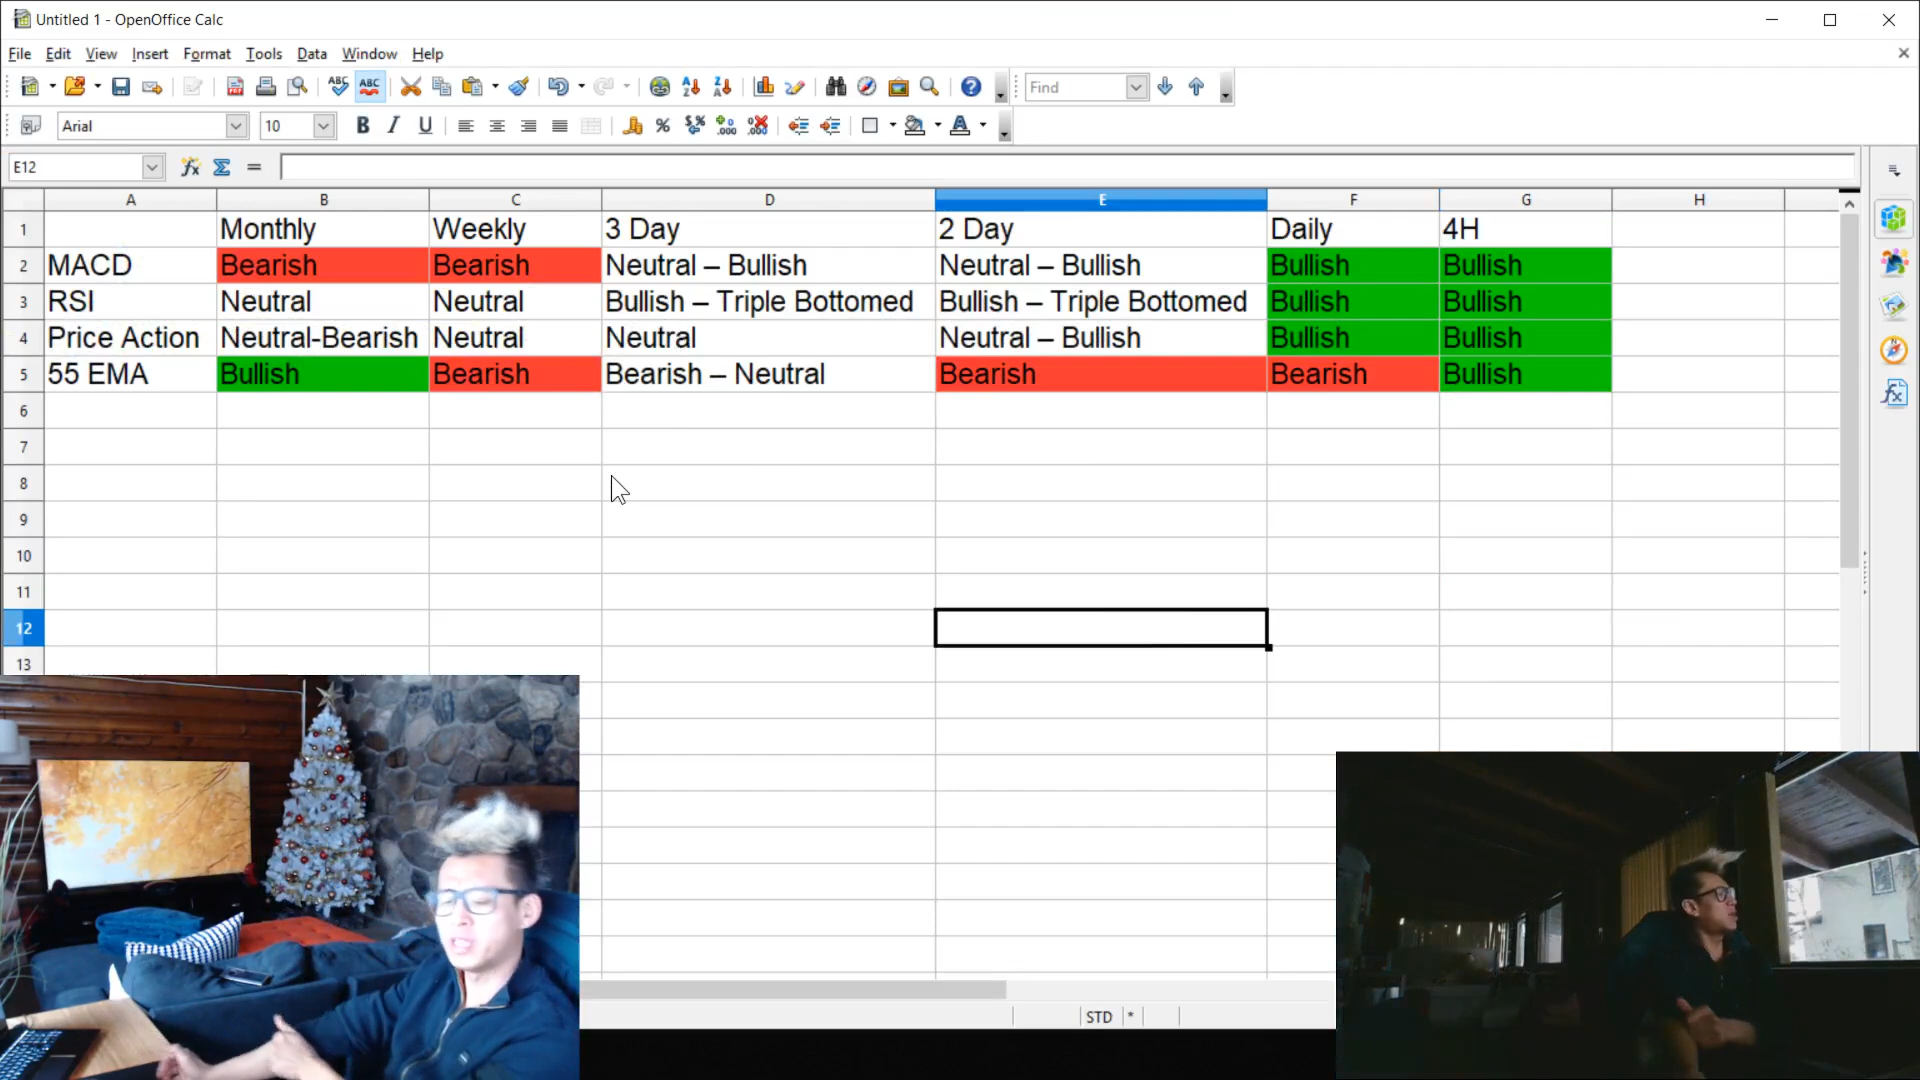 Untitled 1 - OpenOffice Calc
File Edit View Insert Format Tools Data Window Help
Find
Arial 10
E12
A B C D E F G H
1 Monthly Weekly 3 Day 2 Day Daily 4H
2 MACD Bearish Bearish Neutral – Bullish Neutral – Bullish Bullish Bullish
3 RSI Neutral Neutral Bullish – Triple Bottomed Bullish – Triple Bottomed Bullish Bullish
4 Price Action Neutral-Bearish Neutral Neutral Neutral – Bullish Bullish Bullish
5 55 EMA Bullish Bearish Bearish – Neutral Bearish Bearish Bullish
6
7
8
9
10
11
12
13
STD *